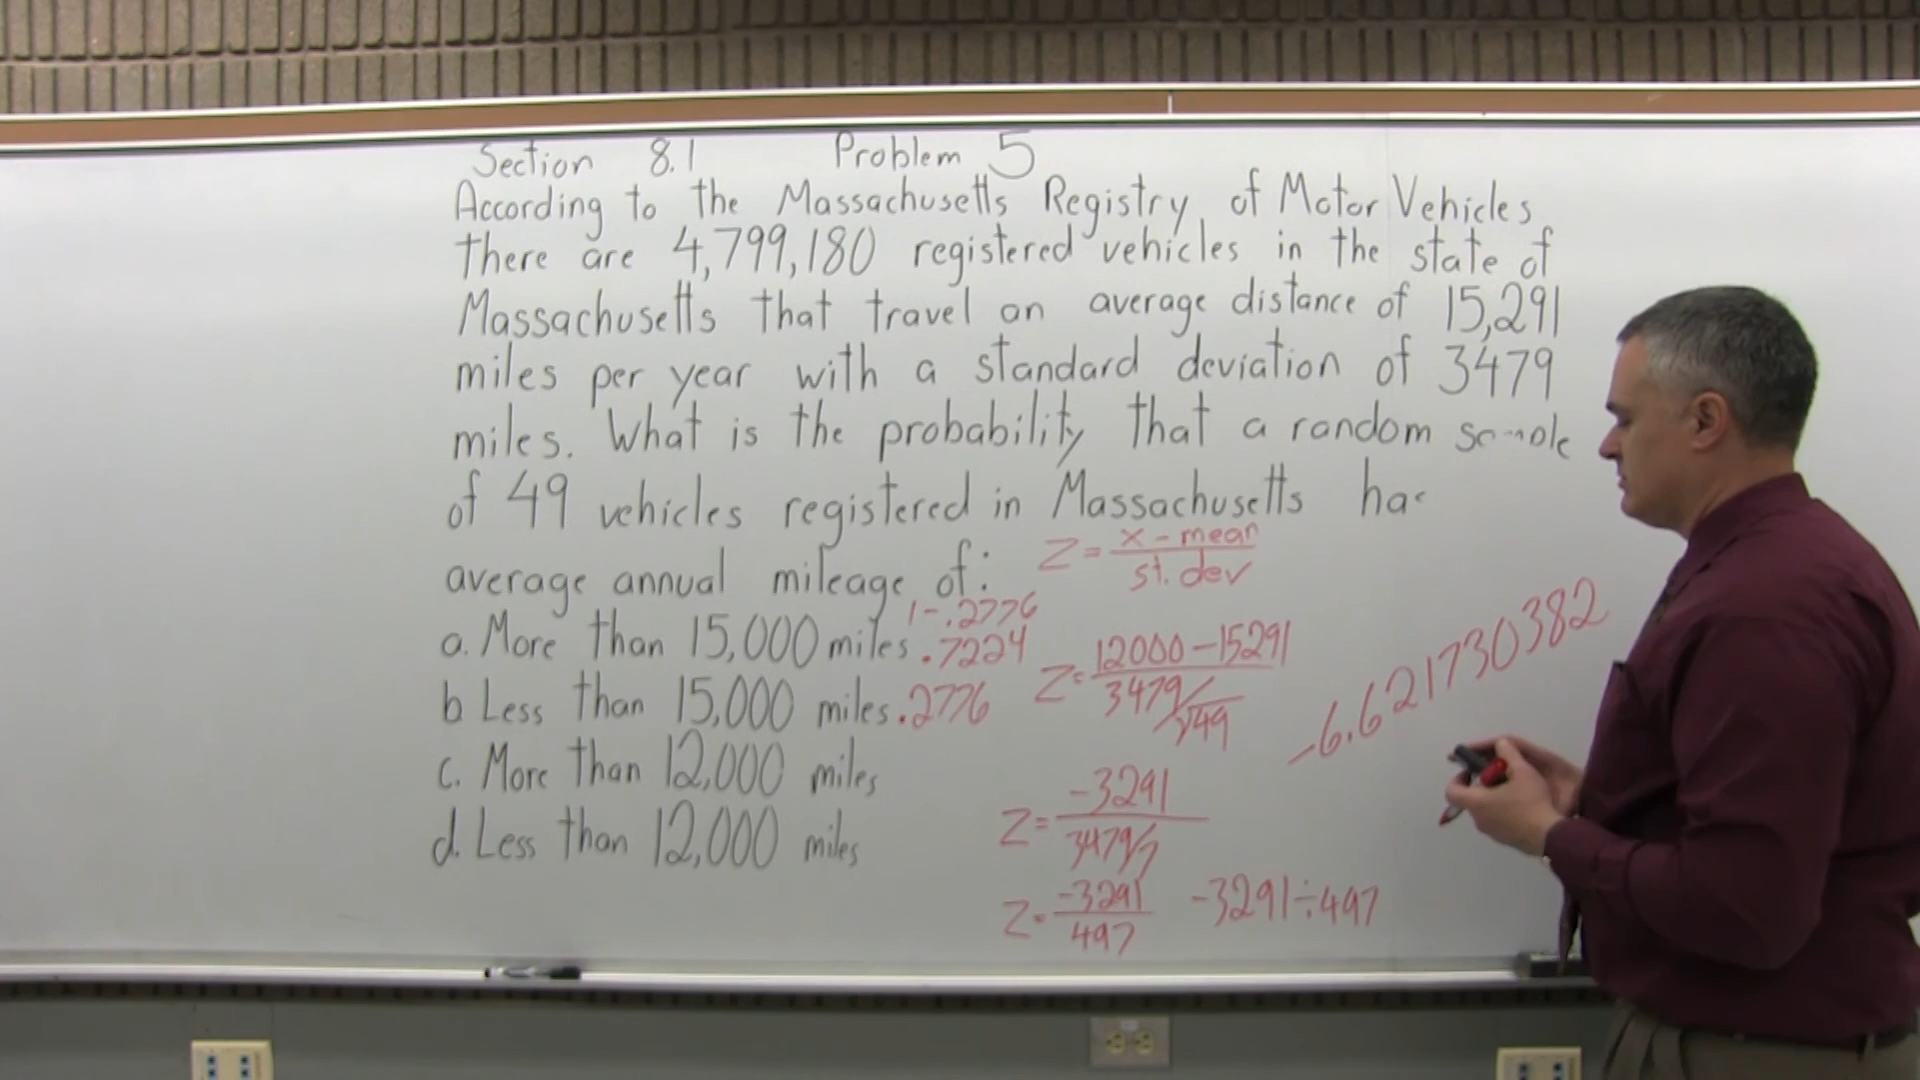 Section 8.1 Problem 5
According to the Massachusetts Registry of Motor Vehicles
there are 4,799,180 registered vehicles in the state of
Massachusetts that travel an average distance of 15,291
miles per year with a standard deviation of 3479
miles. What is the probability that a random
of 49 vehicles registered in Massachusetts
average annual mileage of:
a. More than 15,000 miles
1-.2776
.7224
b Less than 15,000 miles .2776
c. More than 12,000 miles
d. Less than 12,000 miles
Z = x - mean / st. dev
Z = 12000 - 15291 / 3479/√49
-6.621730382
Z = -3291 / 3479/7
Z = -3291 / 497
-3291÷497